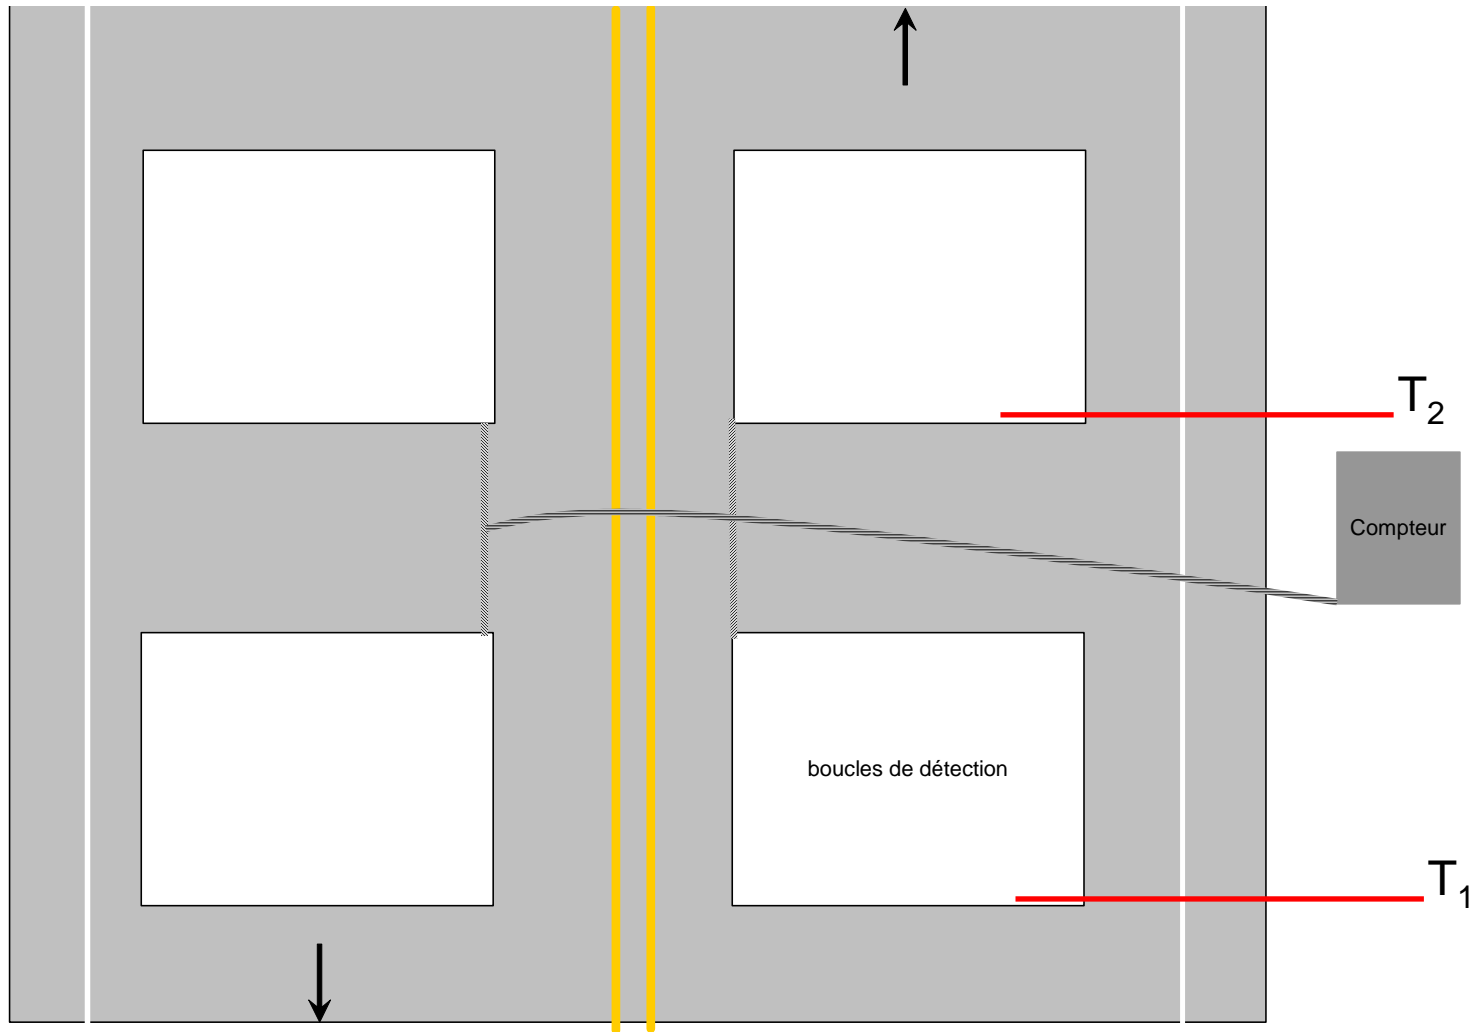 T₂
Compteur
boucles de détection
T₁